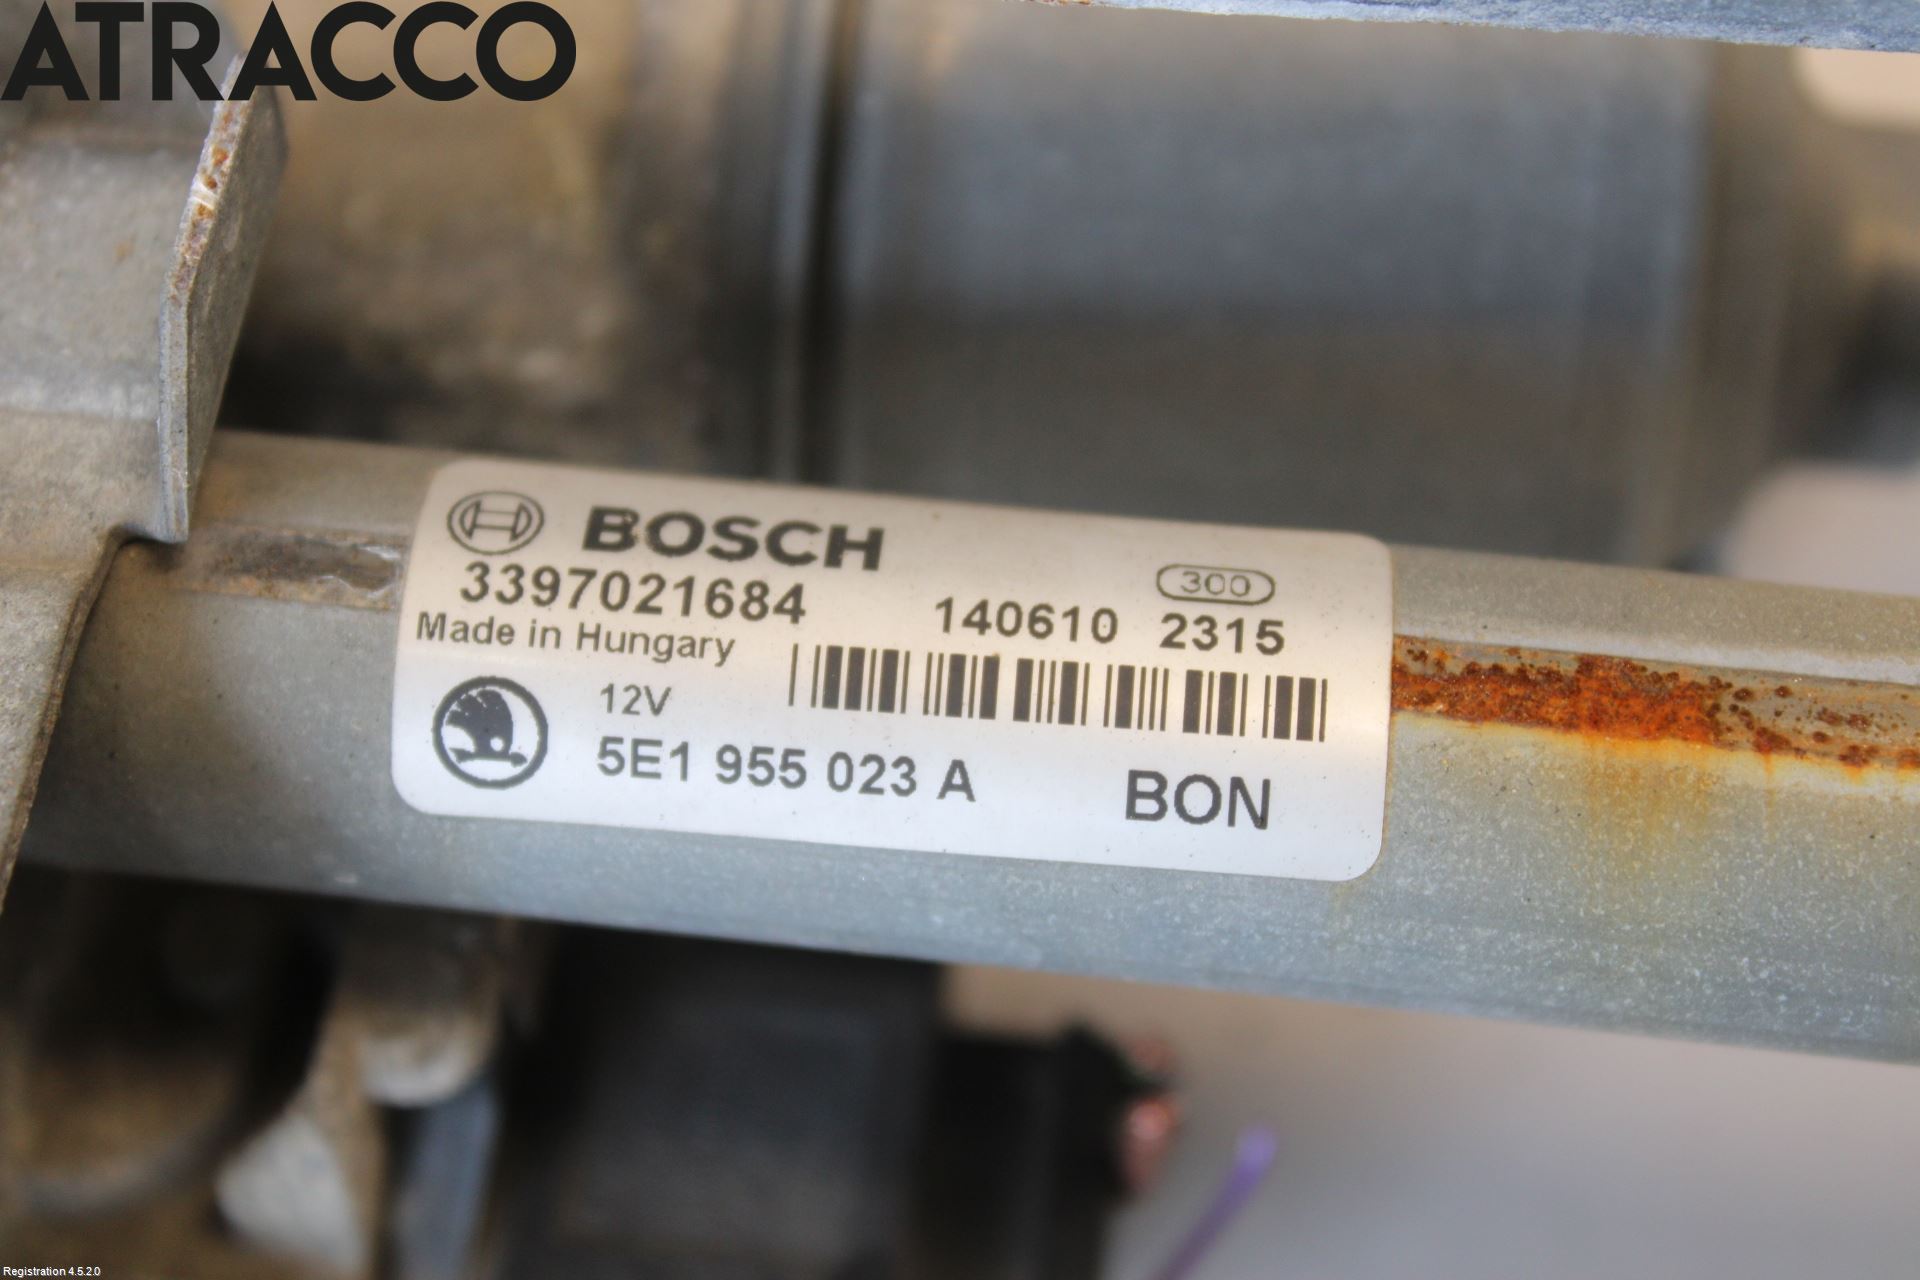 ATRACCO
BOSCH
300
3397021684 140610 2315
Made in Hungary
12V
5E1 955 023 A BON
Registration 4.5.2.0